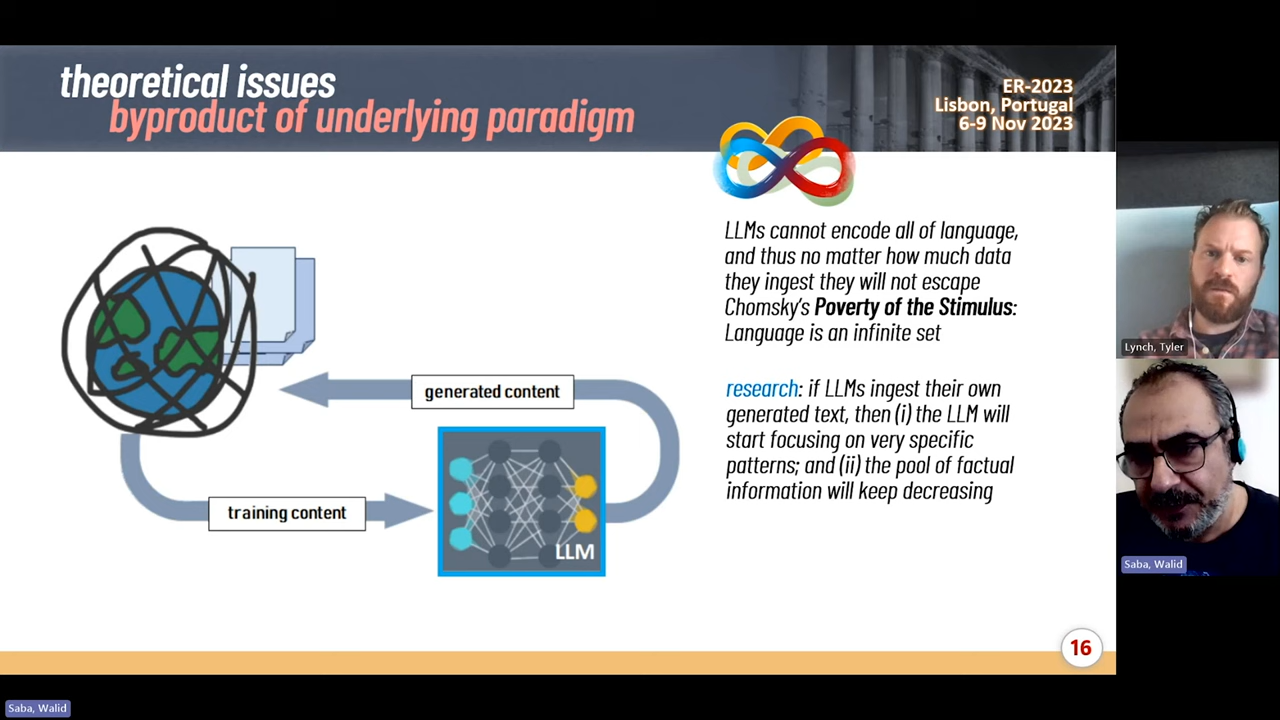 theoretical issues
byproduct of underlying paradigm
ER-2023
Lisbon, Portugal
6-9 Nov 2023
LLMs cannot encode all of language,
and thus no matter how much data
they ingest they will not escape
Chomsky's Poverty of the Stimulus:
Language is an infinite set
research: if LLMs ingest their own
generated text, then (i) the LLM will
start focusing on very specific
patterns; and (ii) the pool of factual
information will keep decreasing
generated content
training content
LLM
16
Lynch, Tyler
Saba, Walid
Saba, Walid